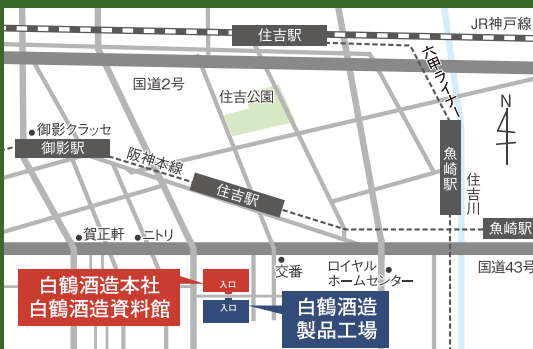 JR神戸線
住吉駅
六甲ライナー
N
国道2号
住吉公園
御影クラッセ
御影駅
阪神本線
魚崎駅
住吉駅
住吉川
魚崎駅
賀正軒
ニトリ
国道43号
交番
ロイヤル
ホームセンター
白鶴酒造本社
白鶴酒造資料館
入口
入口
白鶴酒造
製品工場